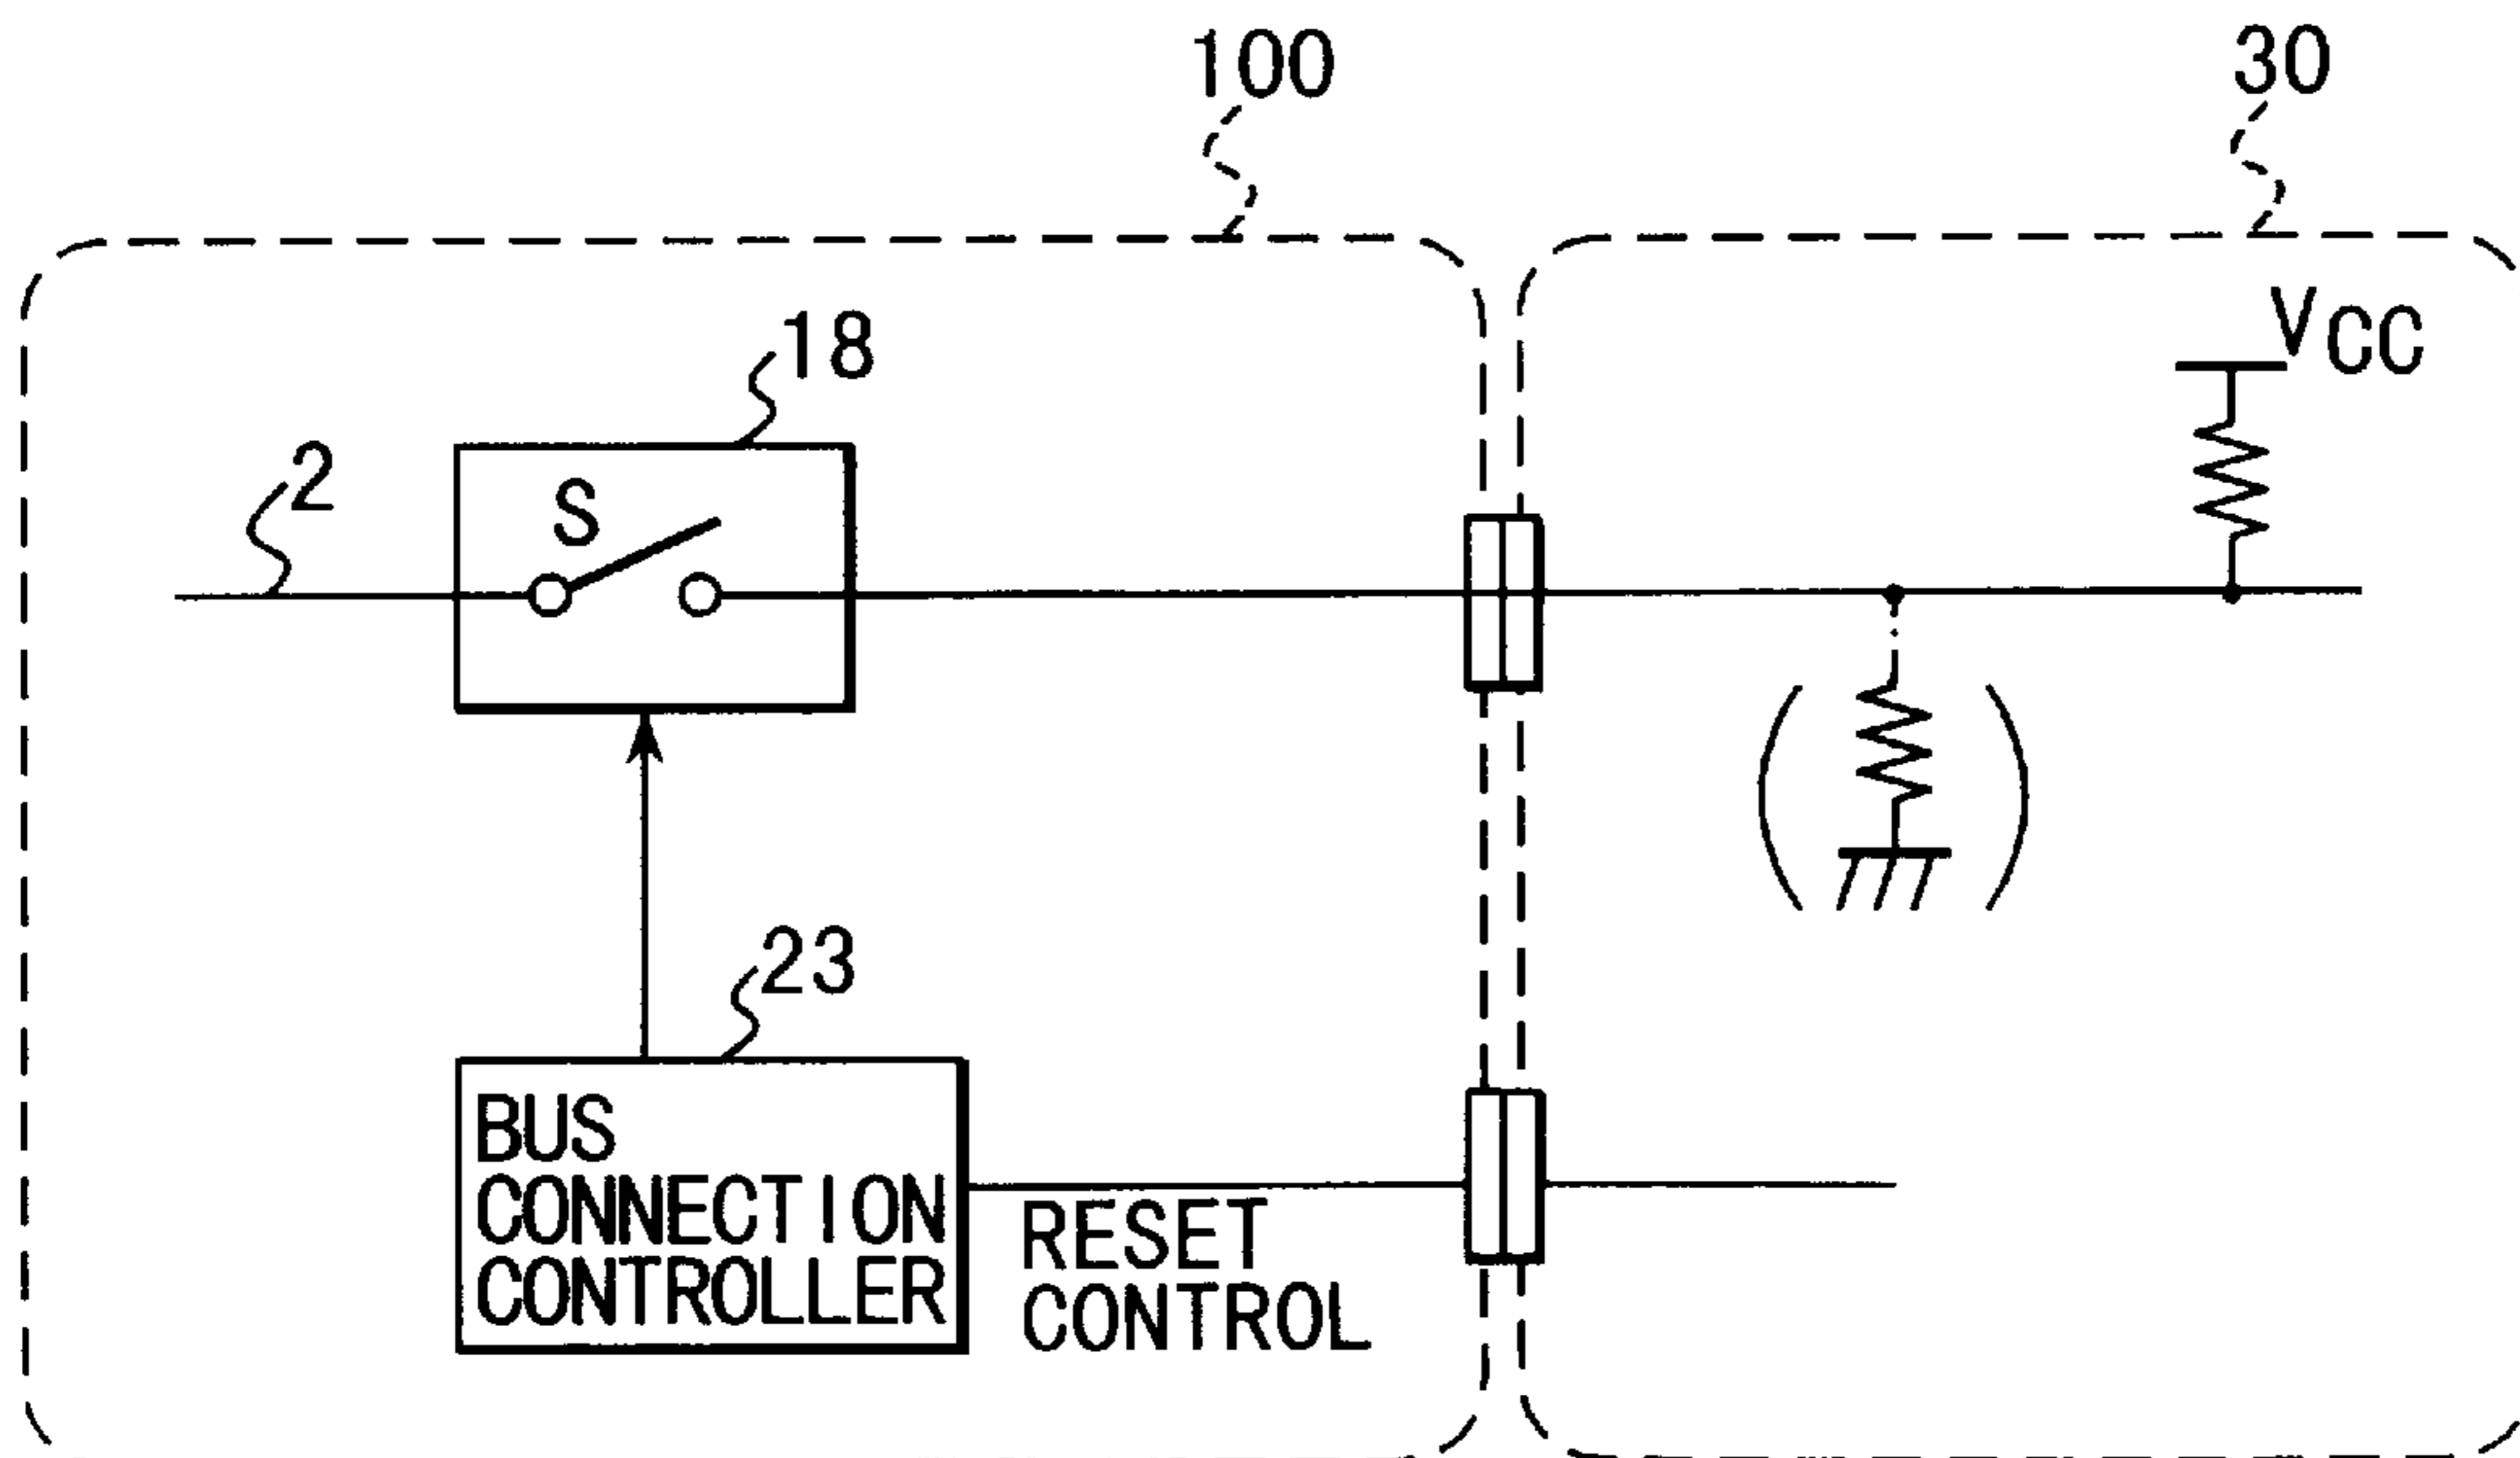 100
30
VCC
18
2
S
23
BUS
CONNECTION
CONTROLLER
RESET
CONTROL